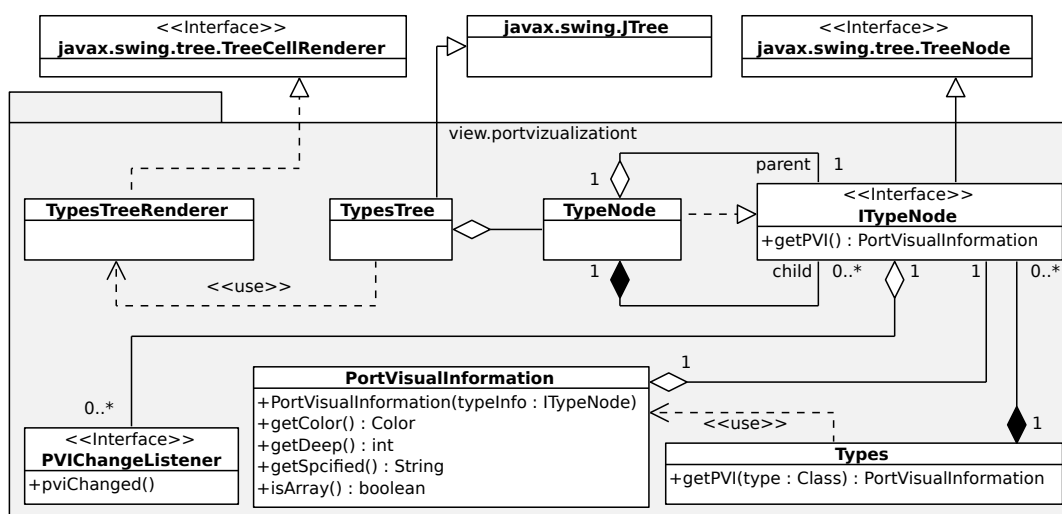 <<Interface>>
javax.swing.tree.TreeCellRenderer
javax.swing.JTree
<<Interface>>
javax.swing.tree.TreeNode
view.portvizualizationt
parent
1
1
TypesTreeRenderer
TypesTree
TypeNode
<<Interface>>
ITypeNode
+getPVI() : PortVisualInformation
<<use>>
1
child
0..*
1
1
0..*
1
0..*
PortVisualInformation
+PortVisualInformation(typeInfo : ITypeNode)
+getColor() : Color
+getDeep() : int
+getSpcified() : String
+isArray() : boolean
<<use>>
1
<<Interface>>
PVIChangeListener
+pviChanged()
Types
+getPVI(type : Class) : PortVisualInformation